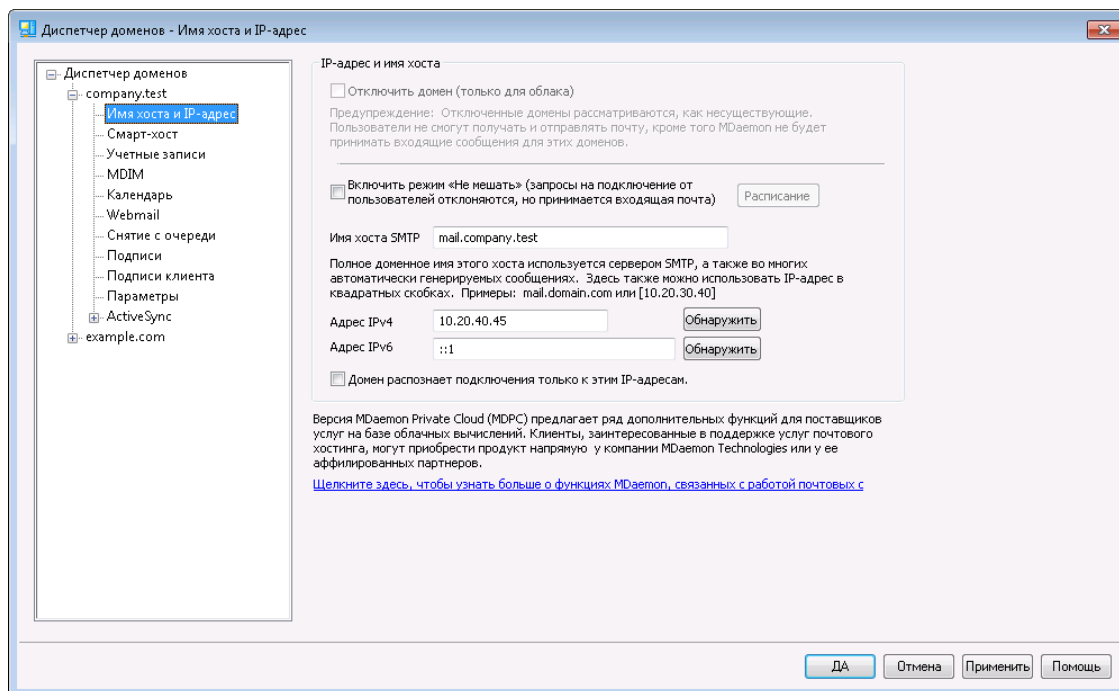 Диспетчер доменов - Имя хоста и IP-адрес
Диспетчер доменов
company.test
Имя хоста и IP-адрес
Смарт-хост
Учетные записи
MDIM
Календарь
Webmail
Снятие с очереди
Подписи
Подписи клиента
Параметры
ActiveSync
example.com
IP-адрес и имя хоста
Отключить домен (только для облака)
Предупреждение: Отключенные домены рассматриваются, как несуществующие.
Пользователи не смогут получать и отправлять почту, кроме того MDaemon не будет
принимать входящие сообщения для этих доменов.
Включить режим «Не мешать» (запросы на подключение от
пользователей отклоняются, но принимается входящая почта)
Расписание
Имя хоста SMTP mail.company.test
Полное доменное имя этого хоста используется сервером SMTP, а также во многих
автоматически генерируемых сообщениях. Здесь также можно использовать IP-адрес в
квадратных скобках. Примеры: mail.domain.com или [10.20.30.40]
Адрес IPv4 10.20.40.45 Обнаружить
Адрес IPv6 ::1 Обнаружить
Домен распознает подключения только к этим IP-адресам.
Версия MDaemon Private Cloud (MDPC) предлагает ряд дополнительных функций для поставщиков
услуг на базе облачных вычислений. Клиенты, заинтересованные в поддержке услуг почтового
хостинга, могут приобрести продукт напрямую у компании MDaemon Technologies или у ее
аффилированных партнеров.
Щелкните здесь, чтобы узнать больше о функциях MDaemon, связанных с работой почтовых с
ДА Отмена Применить Помощь